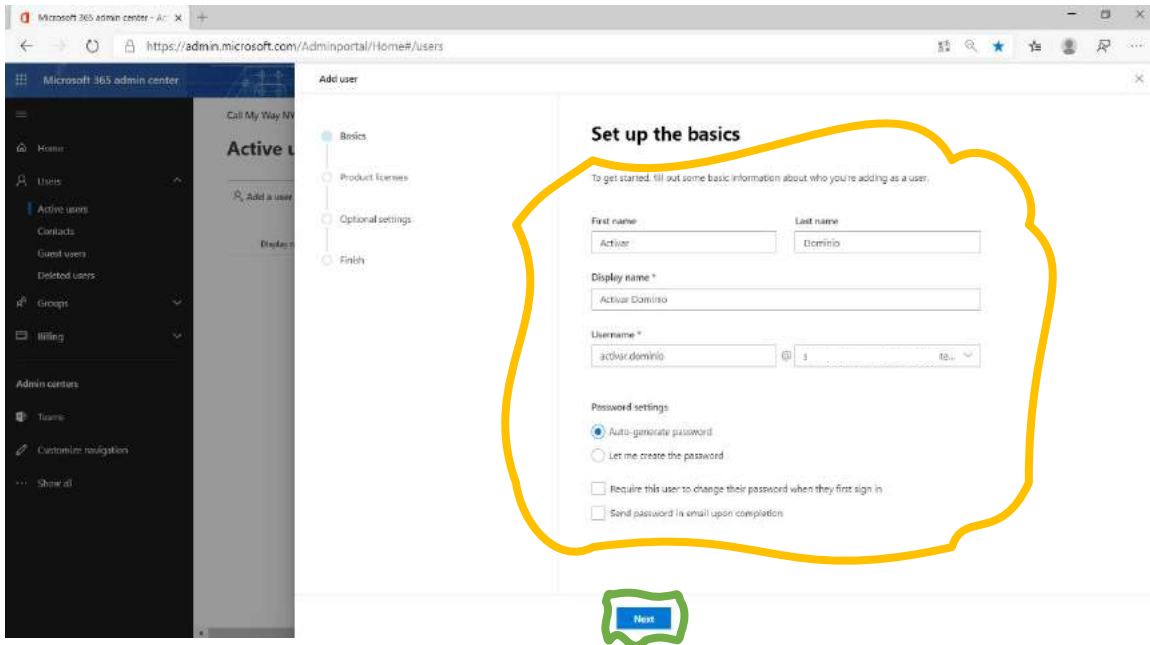 Microsoft 365 admin center - Ac
https://admin.microsoft.com/Adminportal/Home#/users
Microsoft 365 admin center
Home
Users
Active users
Contacts
Guest users
Deleted users
Groups
Billing
Admin centers
Teams
Customize navigation
Show all
Call My Way NY
Active u
Add a user
Display n
Add user
Basics
Product licenses
Optional settings
Finish
Set up the basics
To get started, fill out some basic information about who you're adding as a user.
First name Last name
Activar Dominio
Display name *
Activar Dominio
Username *
activar.dominio @ s te...
Password settings
Auto-generate password
Let me create the password
Require this user to change their password when they first sign in
Send password in email upon completion
Next